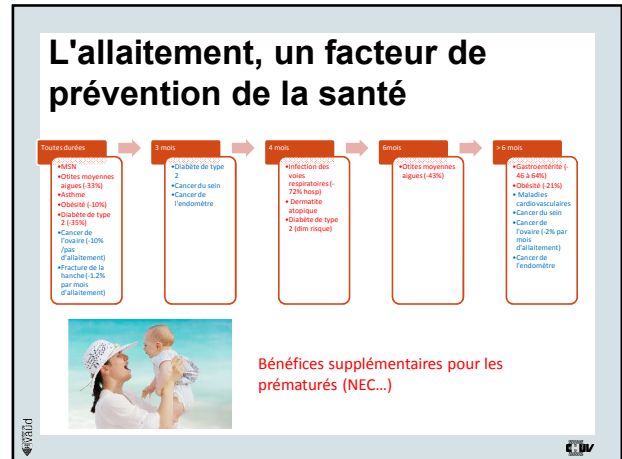 L'allaitement, un facteur de
prévention de la santé
Toutes durées
•MSN
•Otites moyennes
aigues (-33%)
•Asthme
•Obésité (-10%)
•Diabète de type
2 (-35%)
•Cancer de
l'ovaire (-10%
/pas
d'allaitement)
•Fracture de la
hanche (-1.2%
par mois
d'allaitement)
3 mois
•Diabète de type
2
•Cancer du sein
•Cancer de
l'endomètre
4 mois
•Infection des
voies
respiratoires (-
72% hosp)
• Dermatite
atopique
•Diabète de type
2 (dim risque)
6mois
•Otites moyennes
aigues (-43%)
> 6 mois
•Gastroentérite (-
46 à 64%)
•Obésité (-21%)
• Maladies
cardiovasculaires
•Cancer du sein
•Cancer de
l'ovaire (-2% par
mois
d'allaitement)
•Cancer de
l'endomètre
Bénéfices supplémentaires pour les
prématurés (NEC…)
vaud